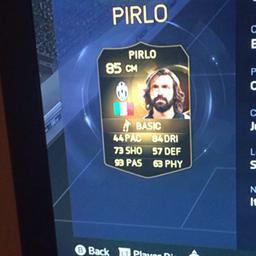 PIRLO
PIRLO
85 CM
BASIC
44 PAC 84 DRI
73 SHO 57 DEF
93 PAS 63 PHY
B Back